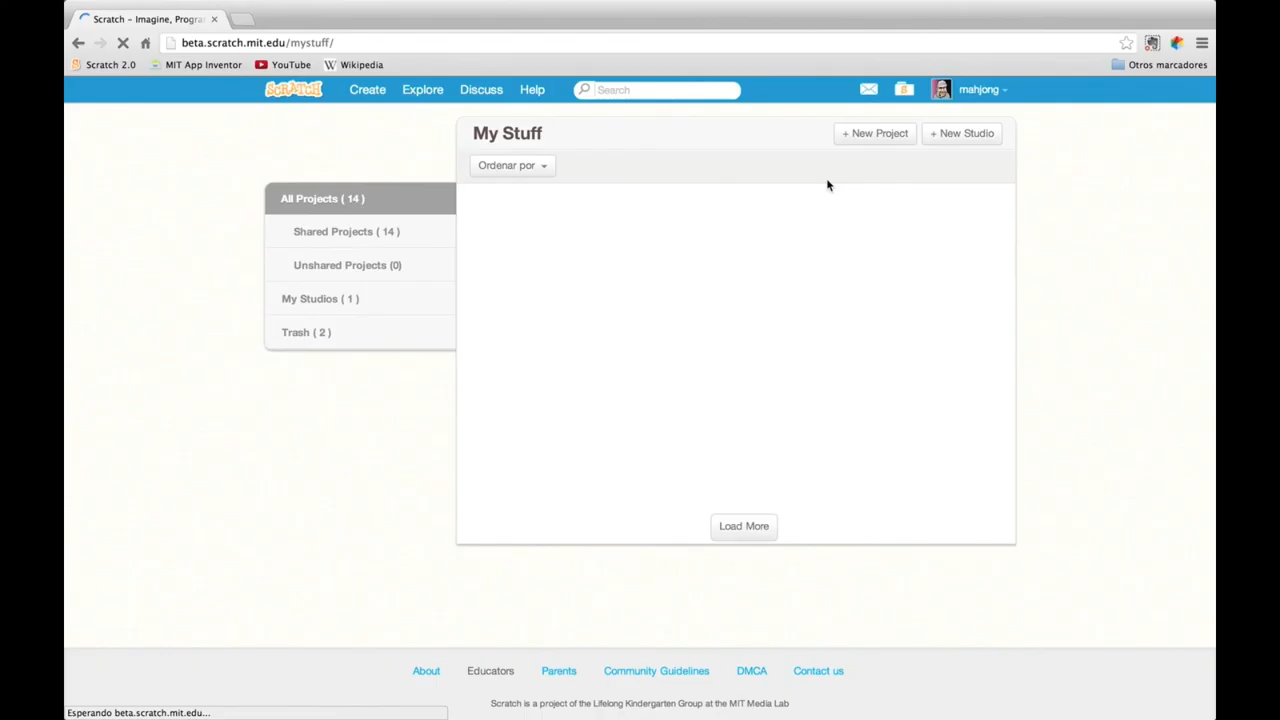 Scratch – Imagine, Progra
beta.scratch.mit.edu/mystuff/
Scratch 2.0 MIT App Inventor YouTube Wikipedia Otros marcadores
SCRATCH Create Explore Discuss Help Search mahjong
My Stuff + New Project + New Studio
Ordenar por
All Projects ( 14 )
Shared Projects ( 14 )
Unshared Projects (0)
My Studios ( 1 )
Trash ( 2 )
Load More
About Educators Parents Community Guidelines DMCA Contact us
Scratch is a project of the Lifelong Kindergarten Group at the MIT Media Lab
Esperando beta.scratch.mit.edu...